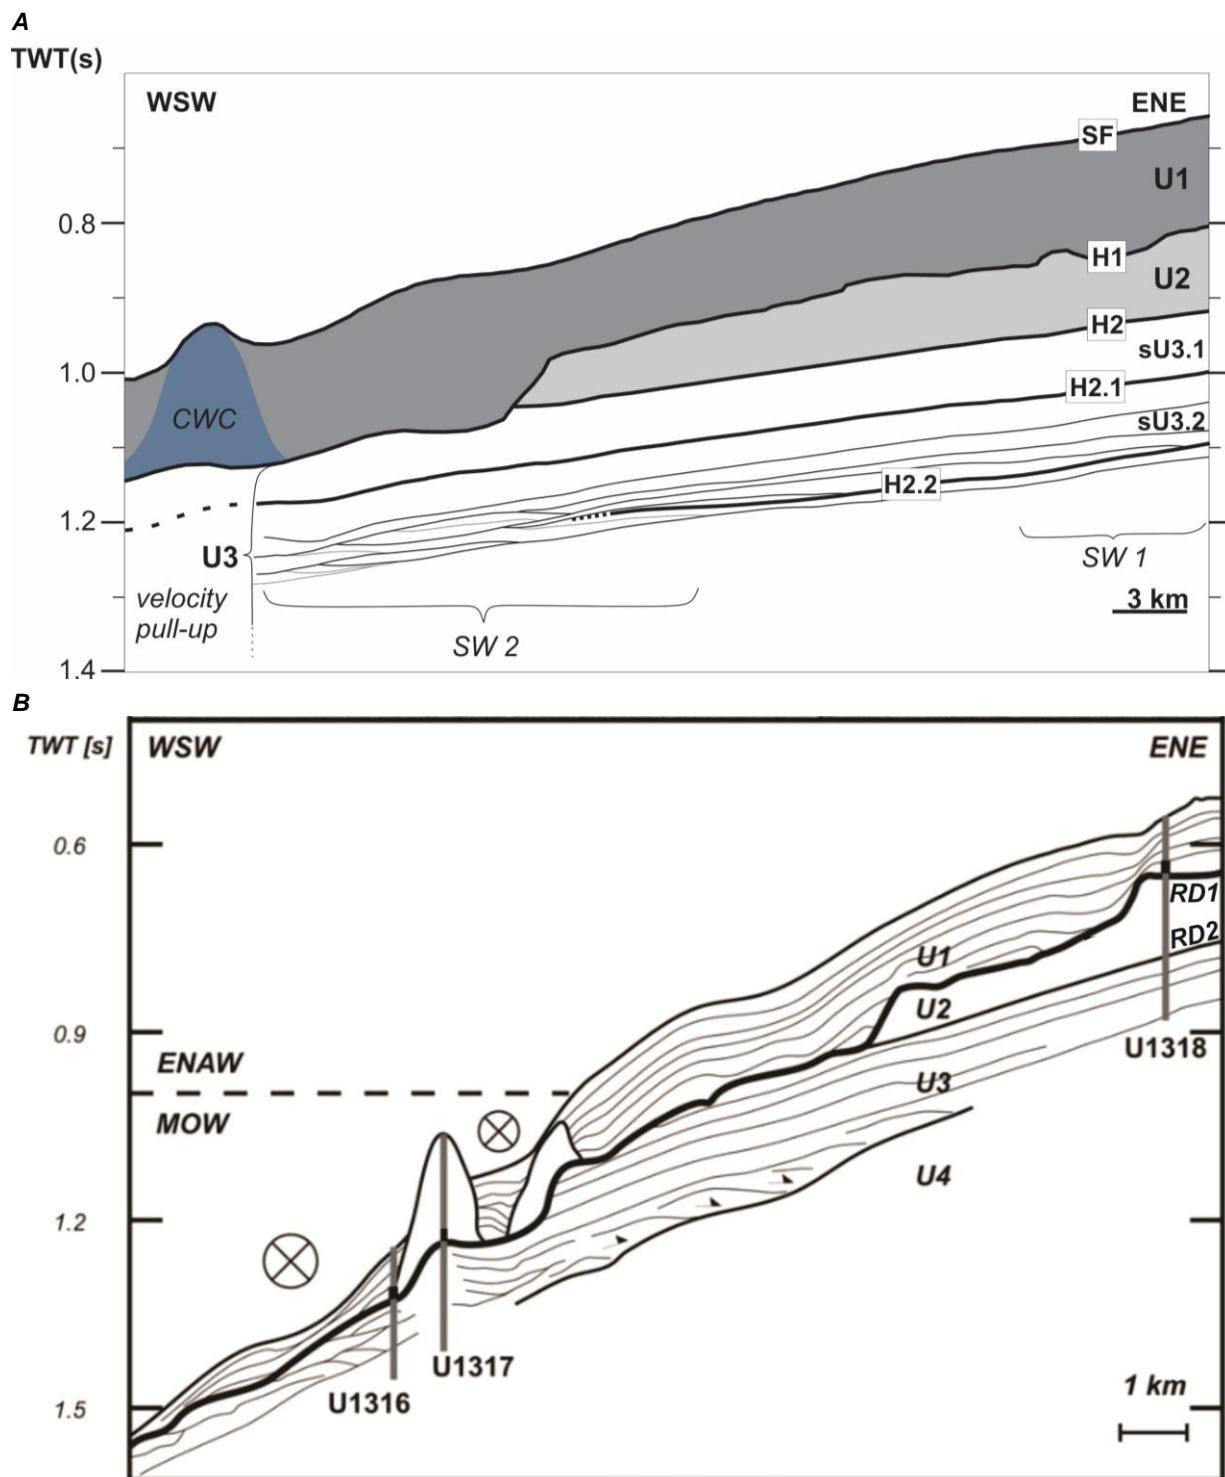 A
TWT(s)
WSW ENE
SF
U1
0.8
H1
U2
H2
sU3.1
1.0
H2.1
CWC
sU3.2
H2.2
1.2
U3
SW 1
velocity
pull-up
3 km
SW 2
1.4
B
TWT [s] WSW ENE
0.6
RD1
RD2
U1
U2
0.9
U1318
ENAW
U3
MOW
U4
1.2
U1317
U1316
1 km
1.5